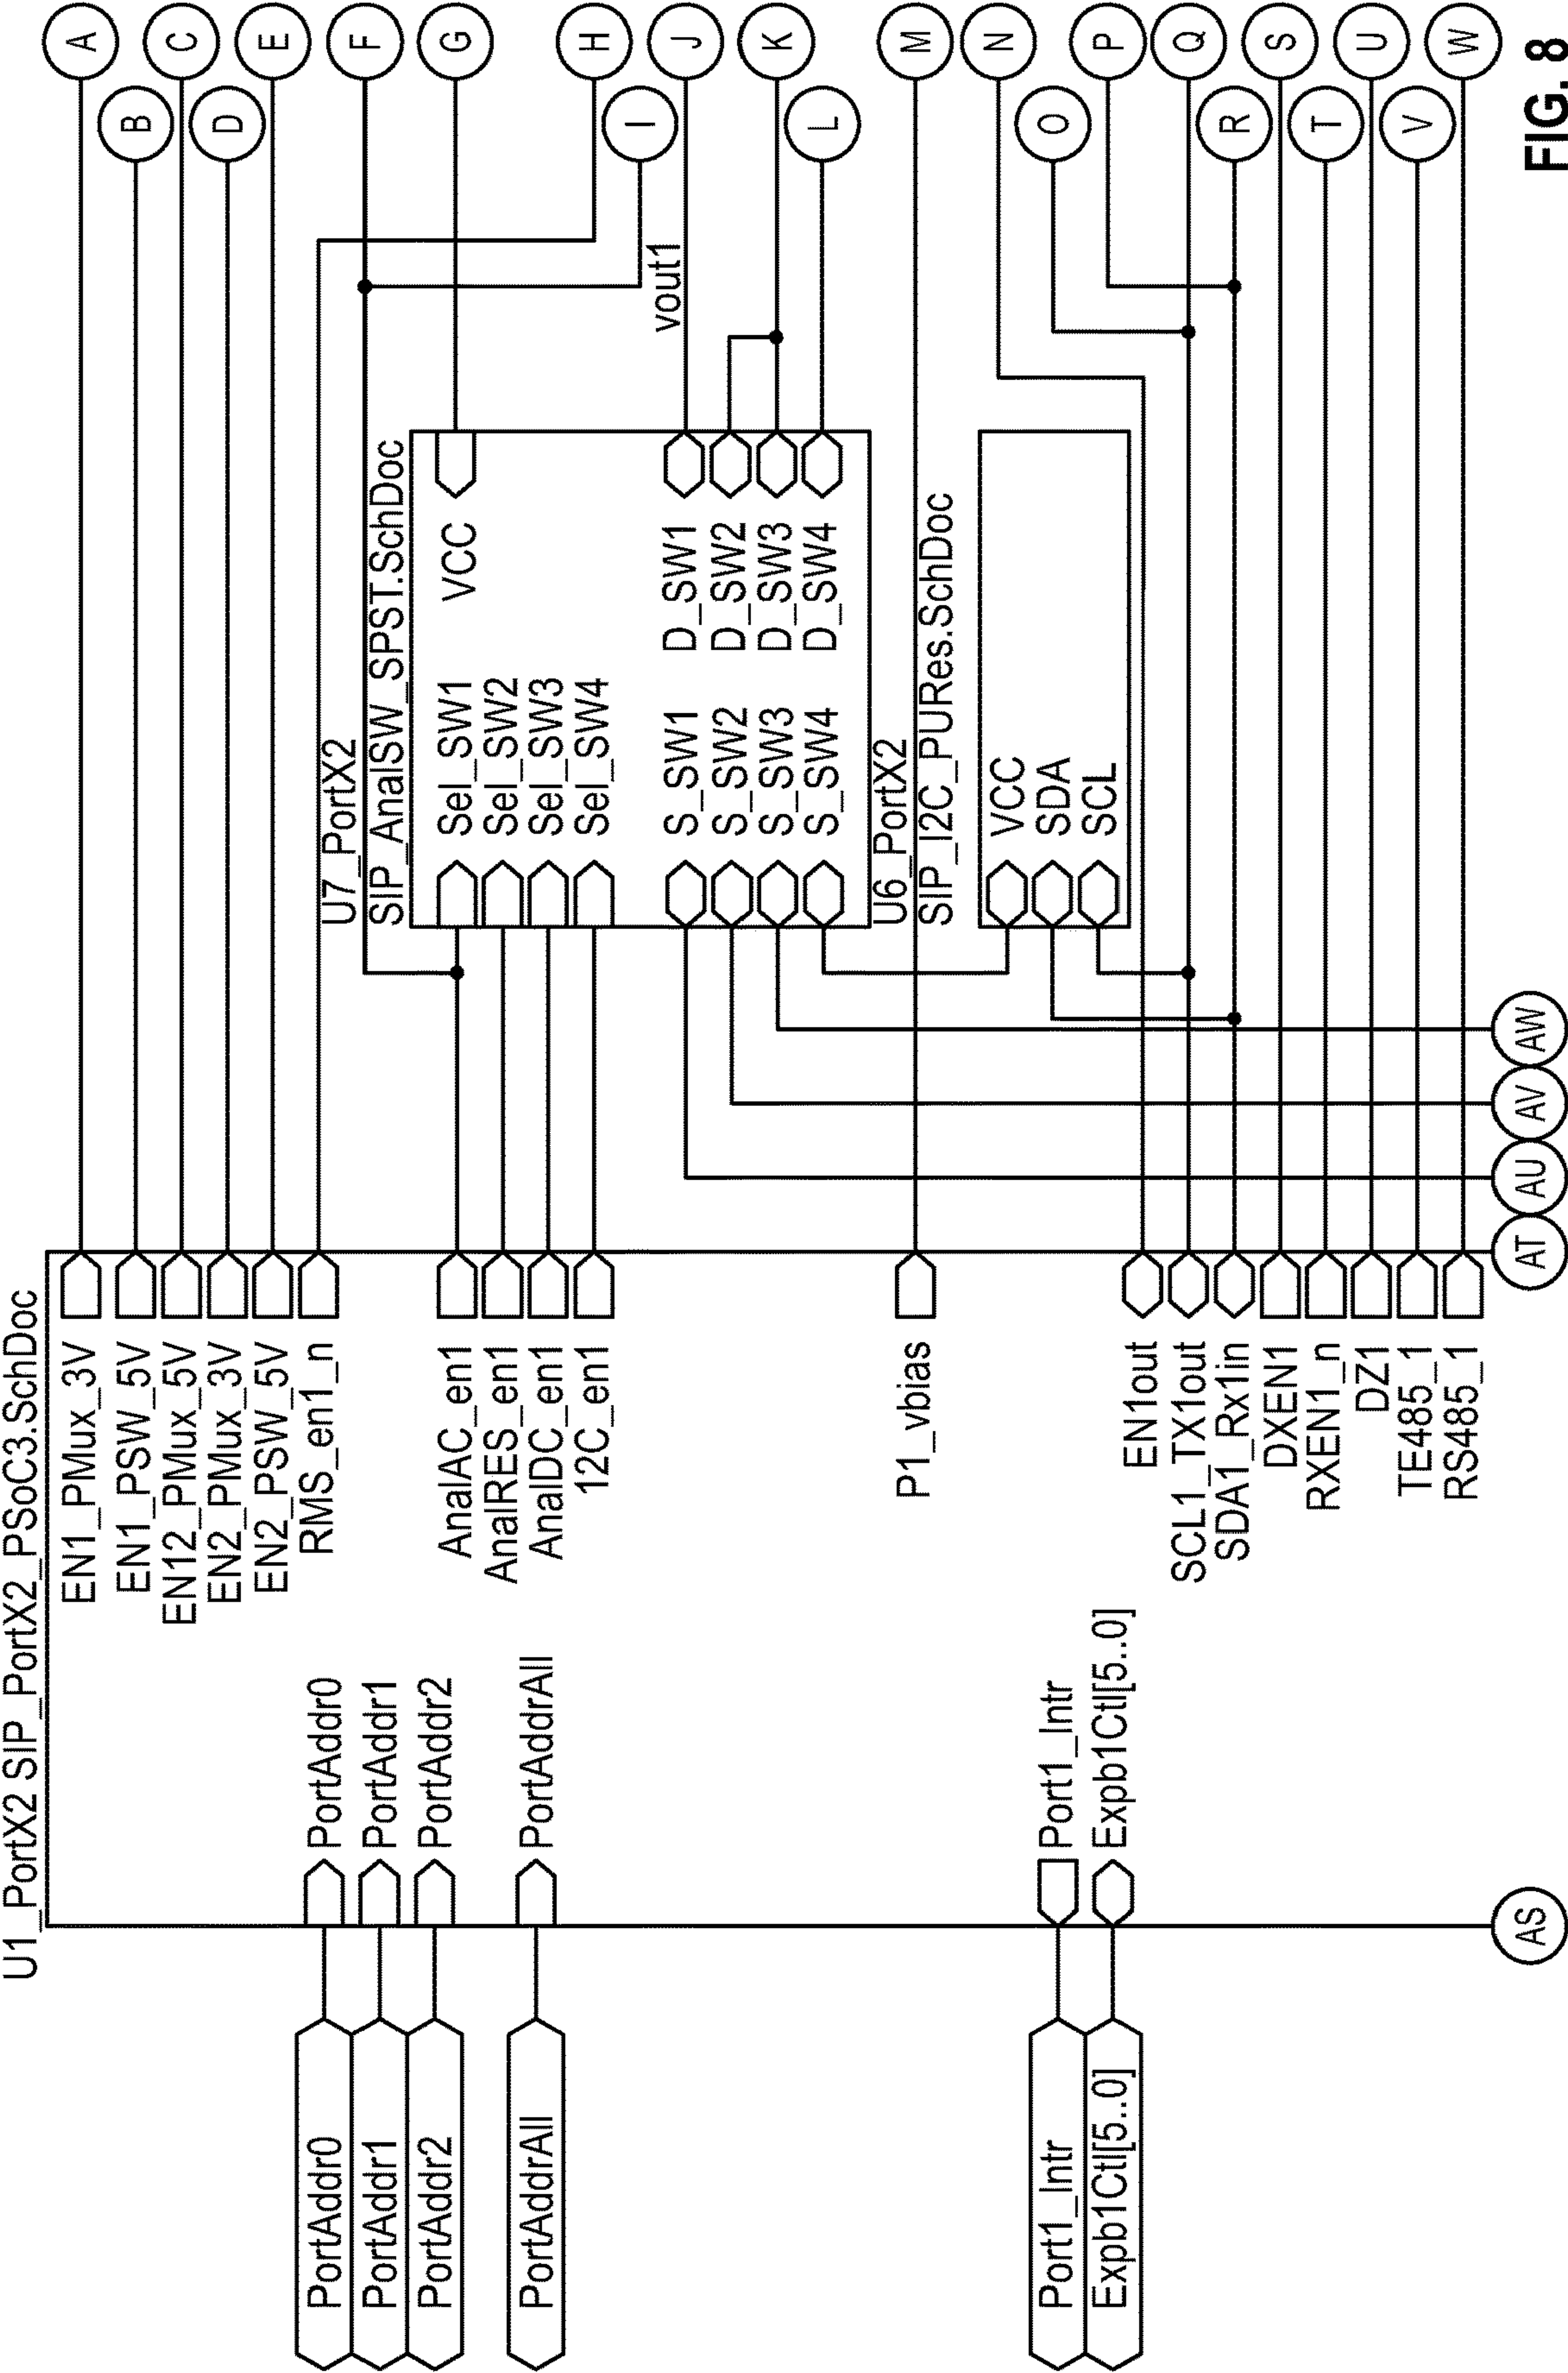 U1_PortX2 SIP_PortX2_PSoC3.SchDoc
PortAddr0
PortAddr1
PortAddr2
PortAddrAll
Port1_Intr
Expb1Ctl[5..0]
PortAddr0
PortAddr1
PortAddr2
PortAddrAll
Port1_Intr
Expb1Ctl[5..0]
EN1_PMux_3V
EN1_PSW_5V
EN12_PMux_5V
EN2_PMux_3V
EN2_PSW_5V
RMS_en1_n
AnalAC_en1
AnalRES_en1
AnalDC_en1
12C_en1
P1_vbias
EN1out
SCL1_TX1out
SDA1_Rx1in
DXEN1
RXEN1_n
DZ1
TE485_1
RS485_1
U7_PortX2
SIP_AnalSW_SPST.SchDoc
Sel_SW1
Sel_SW2
Sel_SW3
Sel_SW4
S_SW1
S_SW2
S_SW3
S_SW4
VCC
D_SW1
D_SW2
D_SW3
D_SW4
U6_PortX2
SIP_I2C_PURes.SchDoc
VCC
SDA
SCL
vout1
A
B
C
D
E
F
G
H
I
J
K
L
M
N
O
P
Q
R
S
T
U
V
W
AS
AT
AU
AV
AW
FIG. 8